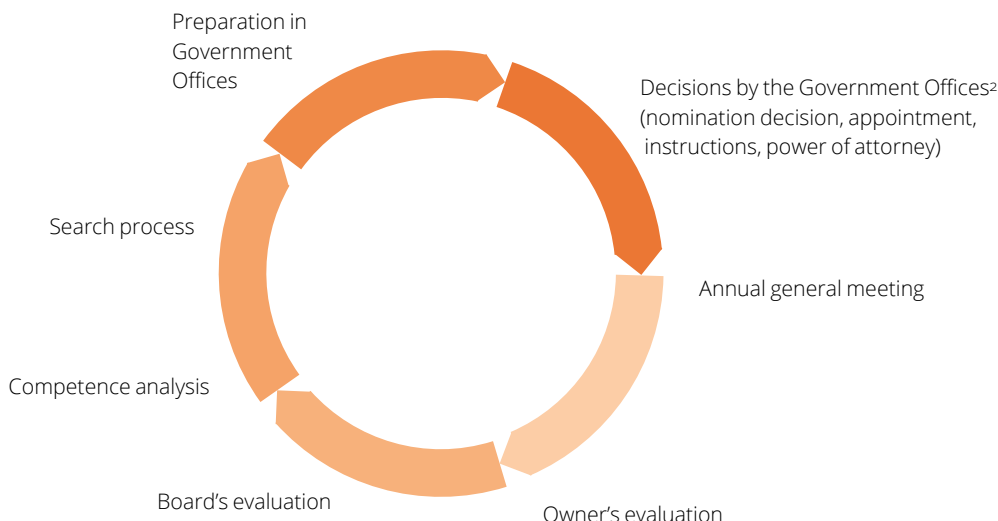 Preparation in
Government
Offices
Decisions by the Government Offices²
(nomination decision, appointment,
instructions, power of attorney)
Search process
Annual general meeting
Competence analysis
Board’s evaluation
Owner’s evaluation